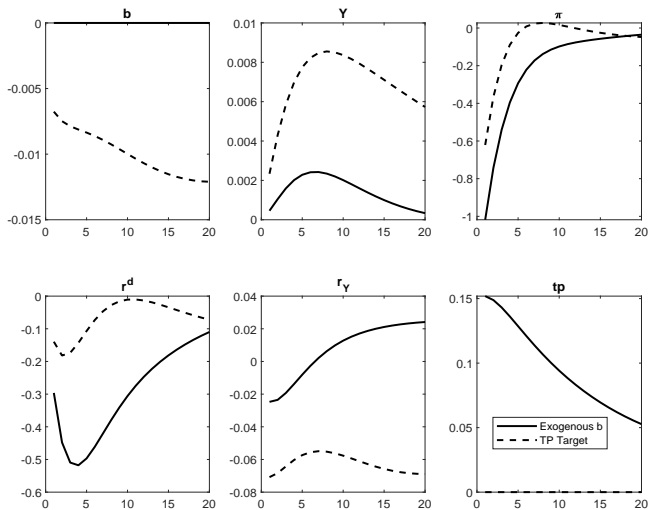 b
Y
π
0
-0.005
-0.01
-0.015
0 5 10 15 20
0.01
0.008
0.006
0.004
0.002
0
0 5 10 15 20
0
-0.2
-0.4
-0.6
-0.8
-1
0 5 10 15 20
r^d
r_Y
tp
0
-0.1
-0.2
-0.3
-0.4
-0.5
-0.6
0 5 10 15 20
0.04
0.02
0
-0.02
-0.04
-0.06
-0.08
0 5 10 15 20
0.15
0.1
0.05
0
0 5 10 15 20
Exogenous b
TP Target